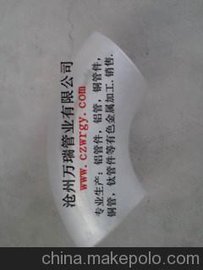 沧州万瑞管业有限公司
www.czwrgy.com
专业生产：铝管件，铝管，铜管件，
铜管，钛管件等有色金属加工.销售.
china.makepolo.com